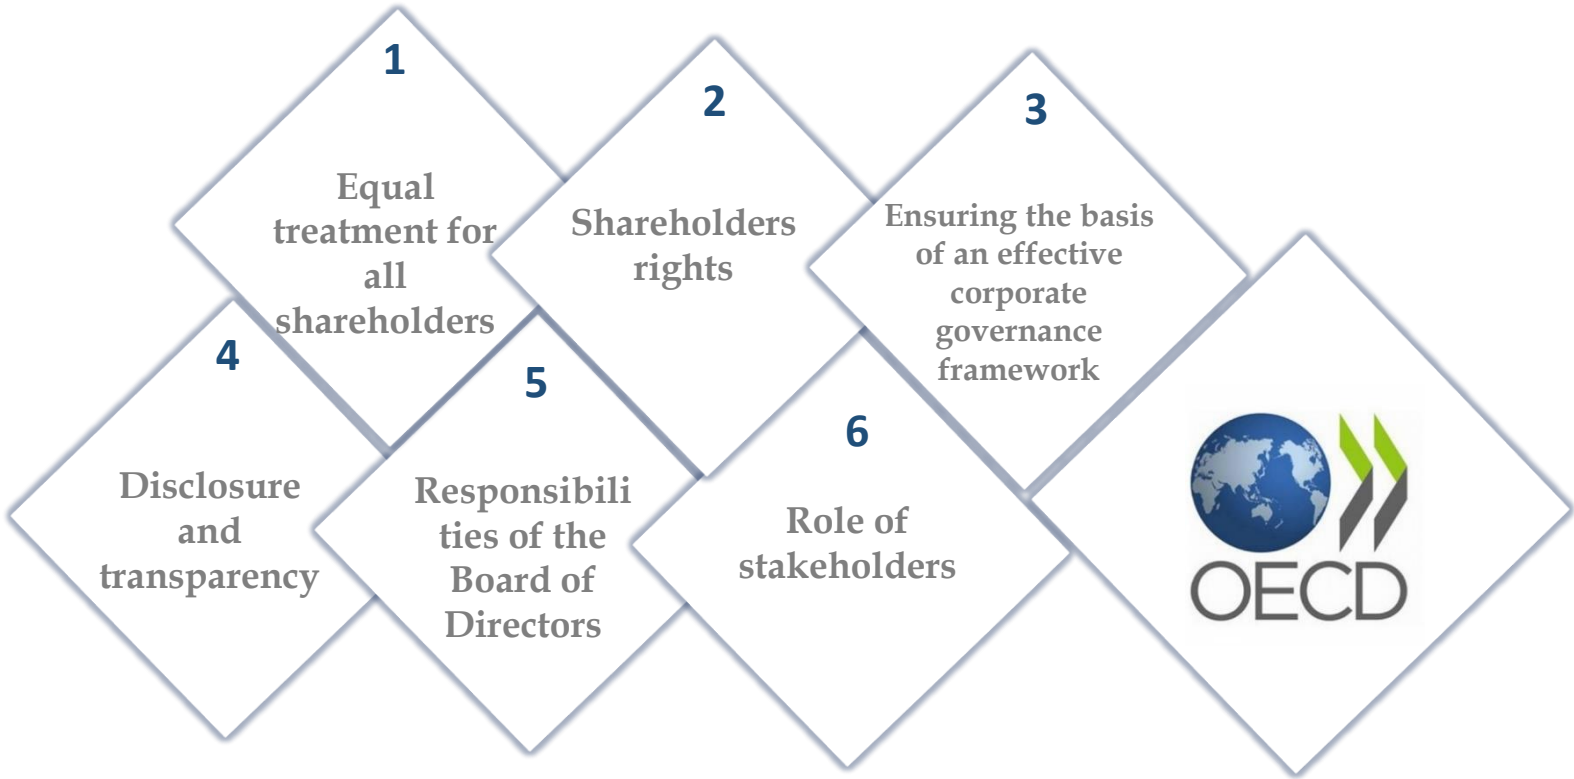 1
Equal
treatment for
all
shareholders
2
Shareholders
rights
3
Ensuring the basis
of an effective
corporate
governance
framework
4
Disclosure
and
transparency
5
Responsibili
ties of the
Board of
Directors
6
Role of
stakeholders
OECD